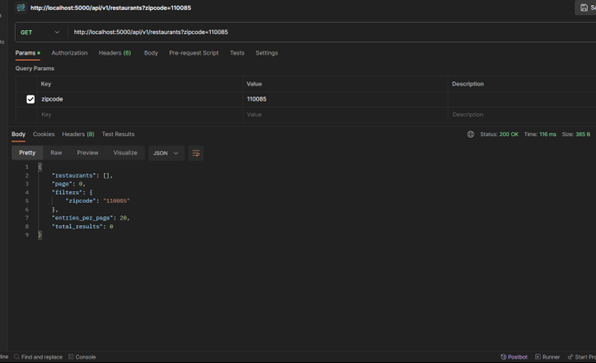 http://localhost:5000/api/v1/restaurants?zipcode=110085
GET http://localhost:5000/api/v1/restaurants?zipcode=110085
Params Authorization Headers (6) Body Pre-request Script Tests Settings
Query Params
Key Value Description
zipcode 110085
Key Value Description
Body Cookies Headers (8) Test Results Status: 200 OK Time: 116 ms Size: 365 B
Pretty Raw Preview Visualize JSON
1 {
2 "restaurants": [],
3 "page": 0,
4 "filters": {
5 "zipcode": "110085"
6 },
7 "entries_per_page": 20,
8 "total_results": 0
9 }
Find and replace Console Postbot Runner Start